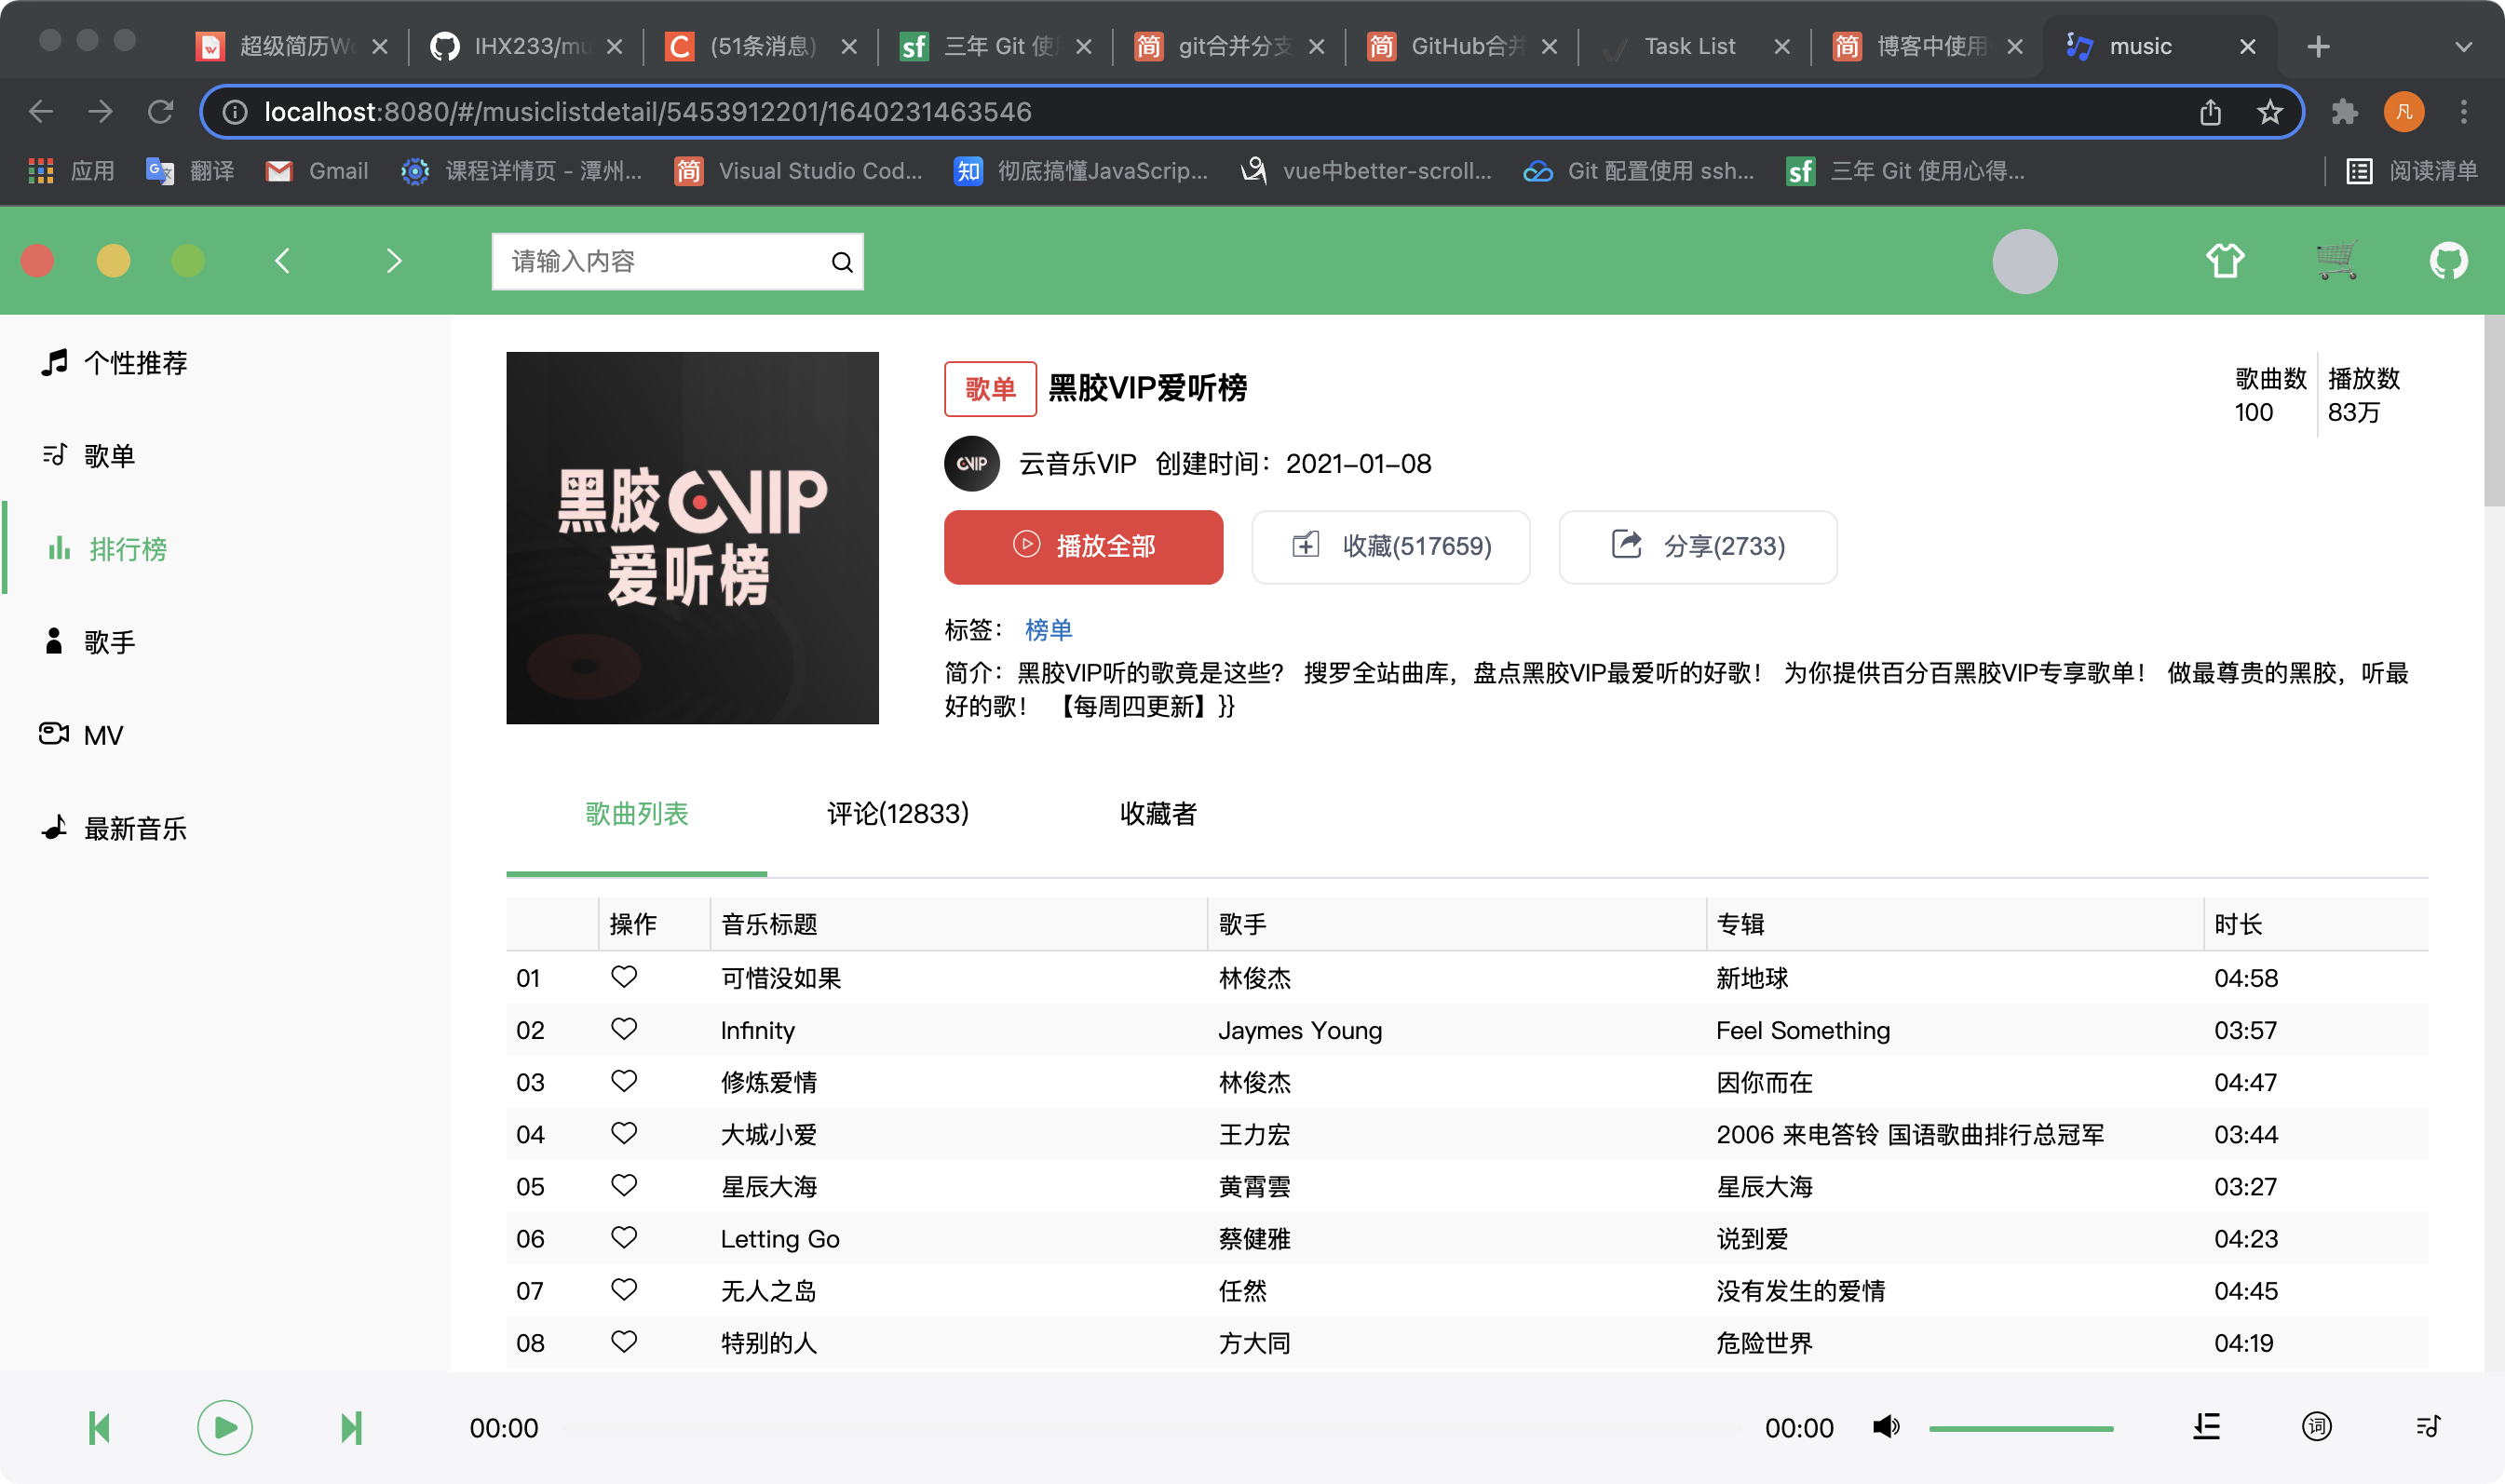 超级简历Wo
IHX233/mu
(51条消息)
三年 Git 使用
git合并分支
GitHub合并
Task List
博客中使用
music
localhost:8080/#/musiclistdetail/5453912201/1640231463546
凡
应用
翻译
Gmail
课程详情页 - 潭州...
Visual Studio Cod...
彻底搞懂JavaScrip...
vue中better-scroll...
Git 配置使用 ssh...
三年 Git 使用心得...
阅读清单
请输入内容
个性推荐
歌单
排行榜
歌手
MV
最新音乐
黑胶VIP
爱听榜
歌单 黑胶VIP爱听榜
歌曲数 播放数
100 83万
云音乐VIP 创建时间：2021-01-08
播放全部 收藏(517659) 分享(2733)
标签： 榜单
简介：黑胶VIP听的歌竟是这些？ 搜罗全站曲库，盘点黑胶VIP最爱听的好歌！ 为你提供百分百黑胶VIP专享歌单！ 做最尊贵的黑胶，听最
好的歌！ 【每周四更新】}}
歌曲列表 评论(12833) 收藏者
操作 音乐标题 歌手 专辑 时长
01 可惜没如果 林俊杰 新地球 04:58
02 Infinity Jaymes Young Feel Something 03:57
03 修炼爱情 林俊杰 因你而在 04:47
04 大城小爱 王力宏 2006 来电答铃 国语歌曲排行总冠军 03:44
05 星辰大海 黄霄雲 星辰大海 03:27
06 Letting Go 蔡健雅 说到爱 04:23
07 无人之岛 任然 没有发生的爱情 04:45
08 特别的人 方大同 危险世界 04:19
00:00 00:00 词